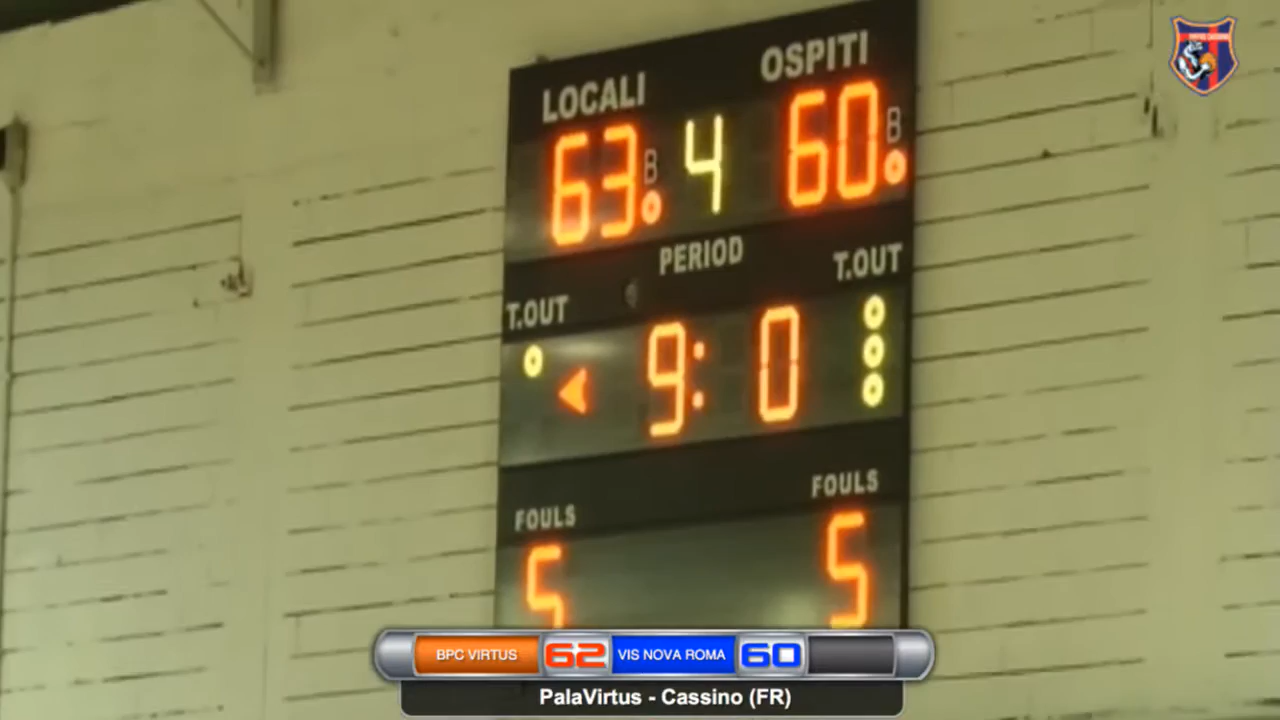 LOCALI OSPITI
63 B 4 60 B
PERIOD
T.OUT T.OUT
9:0
FOULS FOULS
5 5
BPC VIRTUS 62 VIS NOVA ROMA 60
PalaVirtus - Cassino (FR)